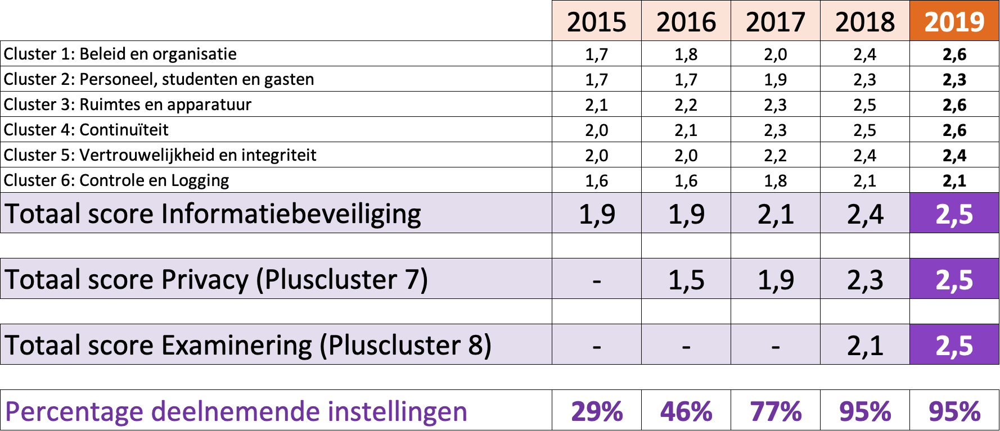 2015 2016 2017 2018 2019
Cluster 1: Beleid en organisatie 1,7 1,8 2,0 2,4 2,6
Cluster 2: Personeel, studenten en gasten 1,7 1,7 1,9 2,3 2,3
Cluster 3: Ruimtes en apparatuur 2,1 2,2 2,3 2,5 2,6
Cluster 4: Continuïteit 2,0 2,1 2,3 2,5 2,6
Cluster 5: Vertrouwelijkheid en integriteit 2,0 2,0 2,2 2,4 2,4
Cluster 6: Controle en Logging 1,6 1,6 1,8 2,1 2,1
Totaal score Informatiebeveiliging 1,9 1,9 2,1 2,4 2,5
Totaal score Privacy (Pluscluster 7) - 1,5 1,9 2,3 2,5
Totaal score Examinering (Pluscluster 8) - - - 2,1 2,5
Percentage deelnemende instellingen 29% 46% 77% 95% 95%